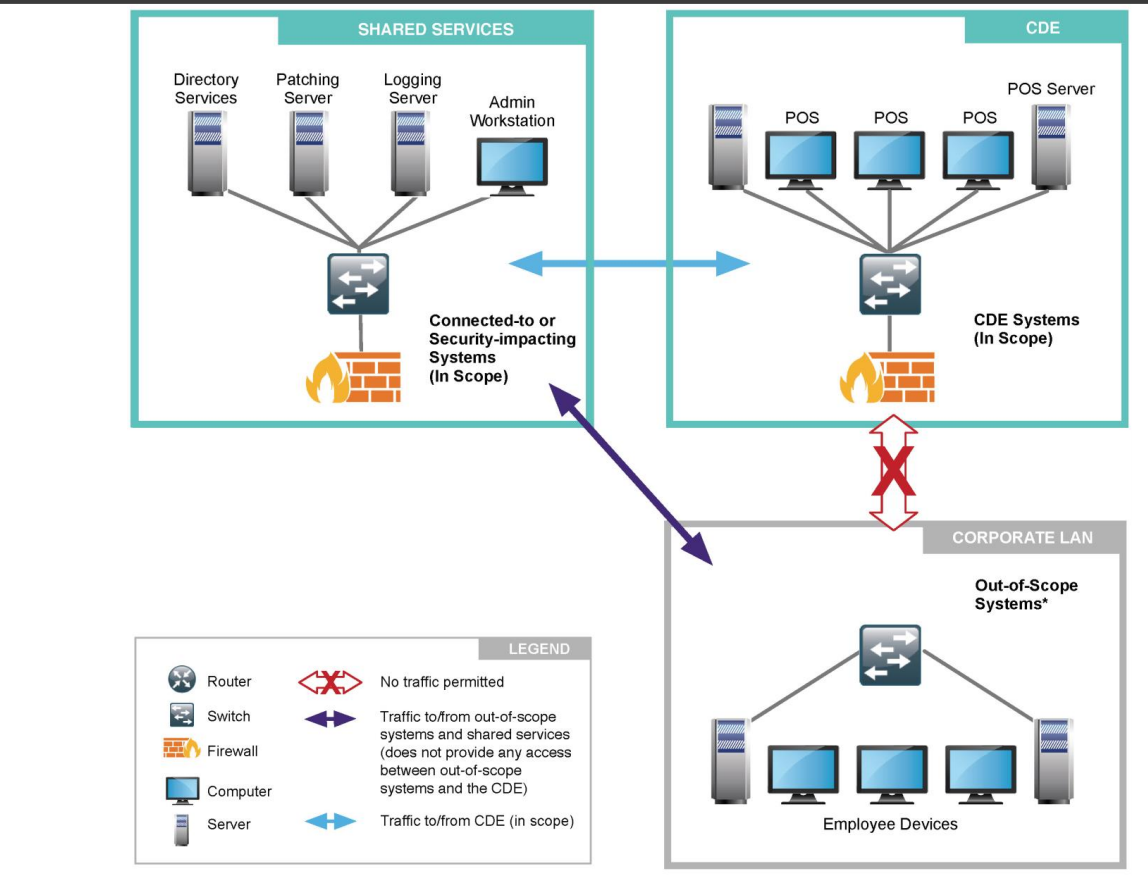 SHARED SERVICES
Directory
Services
Patching
Server
Logging
Server
Admin
Workstation
Connected-to or
Security-impacting
Systems
(In Scope)
CDE
POS
POS
POS
POS Server
CDE Systems
(In Scope)
CORPORATE LAN
Out-of-Scope
Systems*
Employee Devices
LEGEND
Router
Switch
Firewall
Computer
Server
No traffic permitted
Traffic to/from out-of-scope
systems and shared services
(does not provide any access
between out-of-scope
systems and the CDE)
Traffic to/from CDE (in scope)